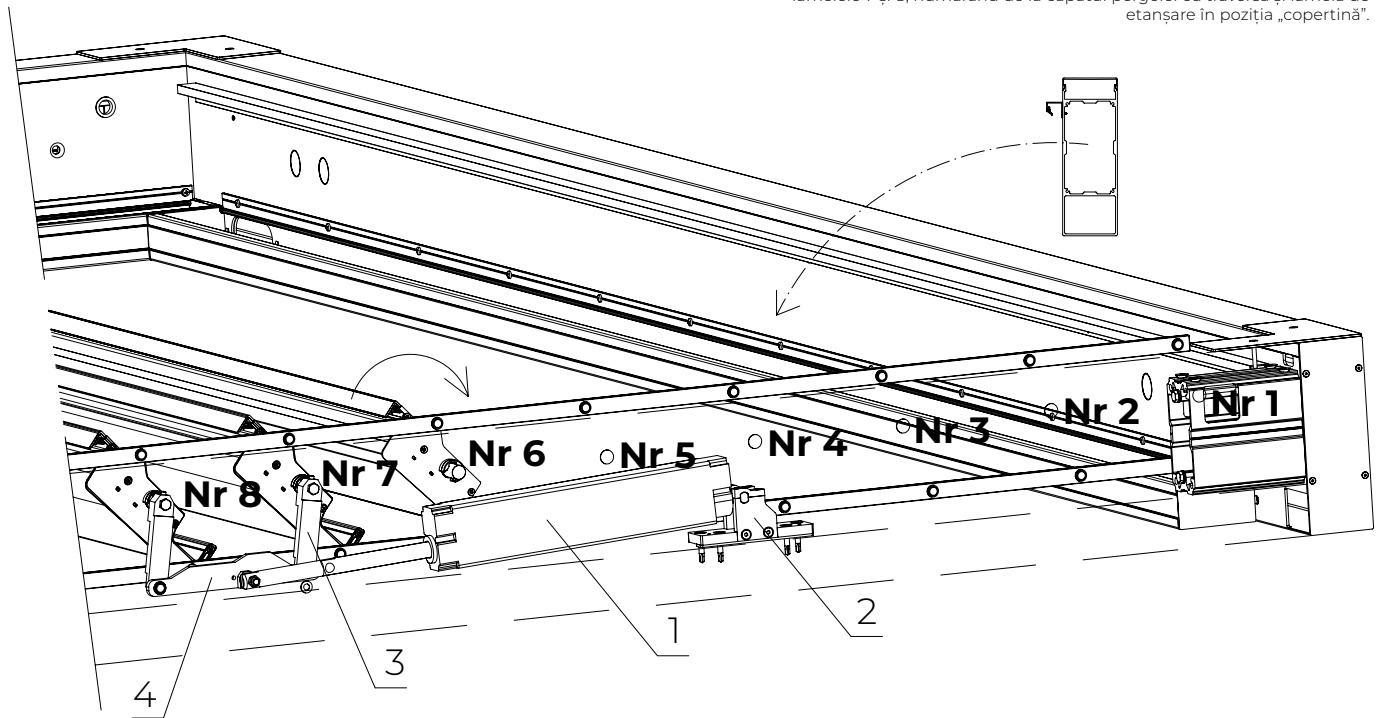 etanșare în poziția „copertină”.
Nr 1
Nr 2
Nr 3
Nr 4
Nr 5
Nr 6
Nr 7
Nr 8
1
2
3
4